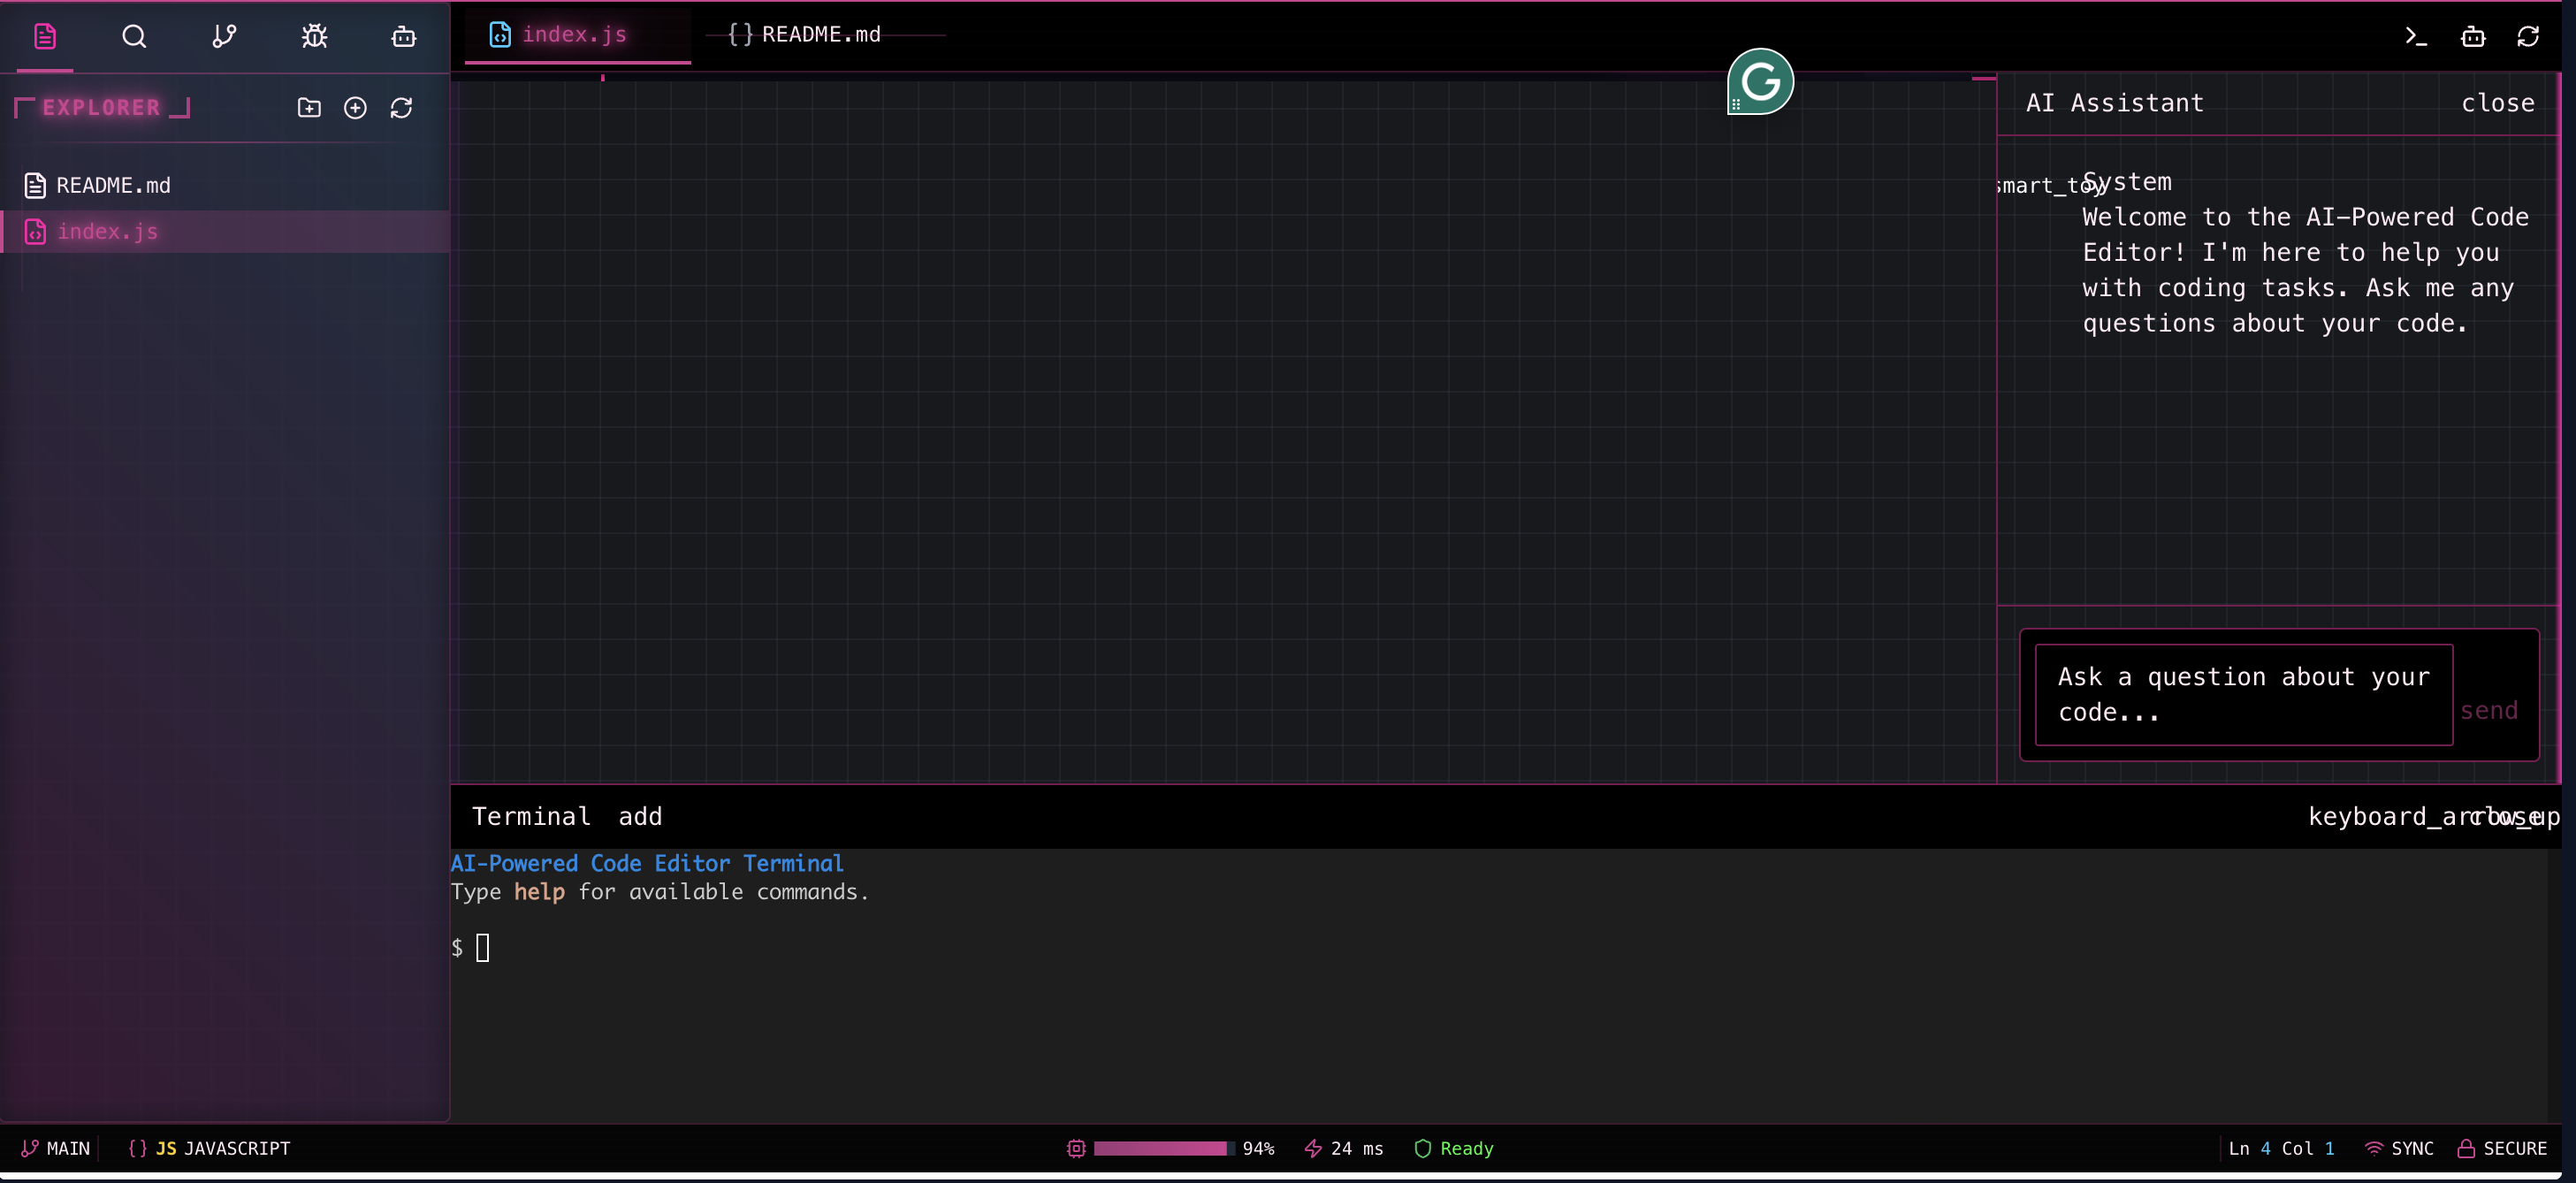 index.js
{} README.md
EXPLORER
README.md
index.js
G
AI Assistant close
smart_toy
System
Welcome to the AI-Powered Code
Editor! I'm here to help you
with coding tasks. Ask me any
questions about your code.
Ask a question about your
code...
send
Terminal add
keyboard_arrow_up
close
AI-Powered Code Editor Terminal
Type help for available commands.
$
MAIN {} JS JAVASCRIPT
94% 24 ms Ready
Ln 4 Col 1 SYNC SECURE